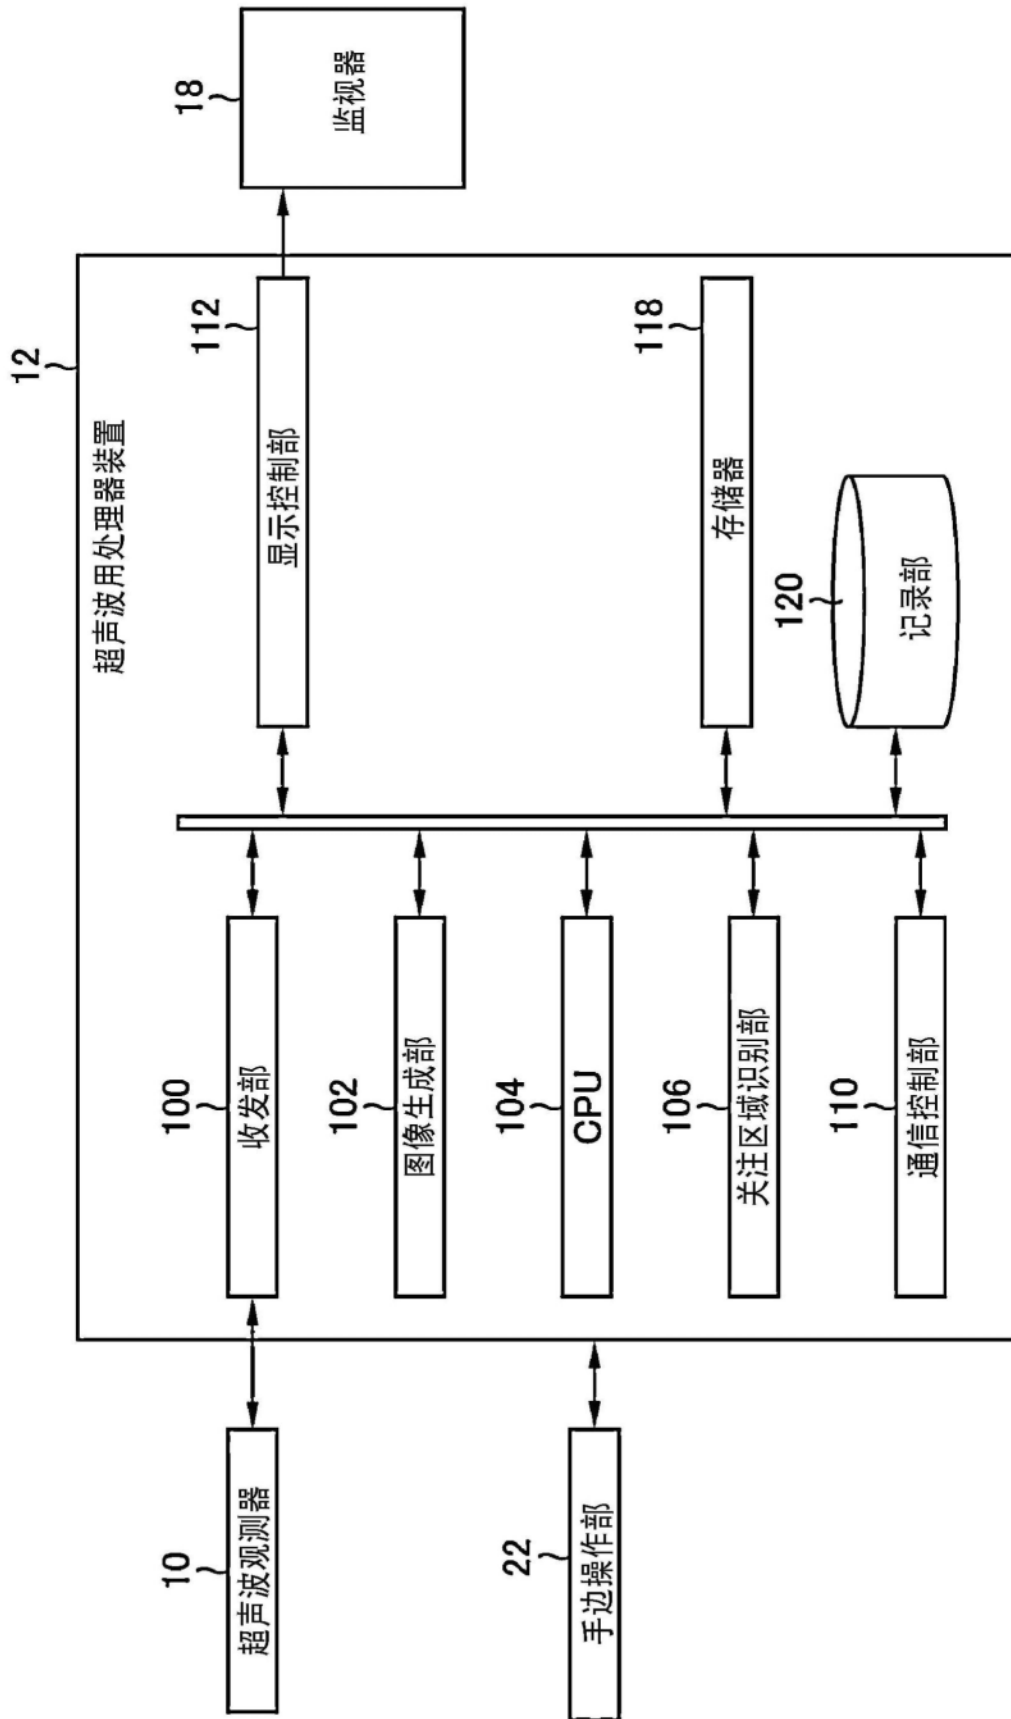 12
超声波用处理器装置
10
超声波观测器
100
收发部
112
显示控制部
18
监视器
102
图像生成部
22
手边操作部
104
CPU
106
关注区域识别部
118
存储器
110
通信控制部
120
记录部